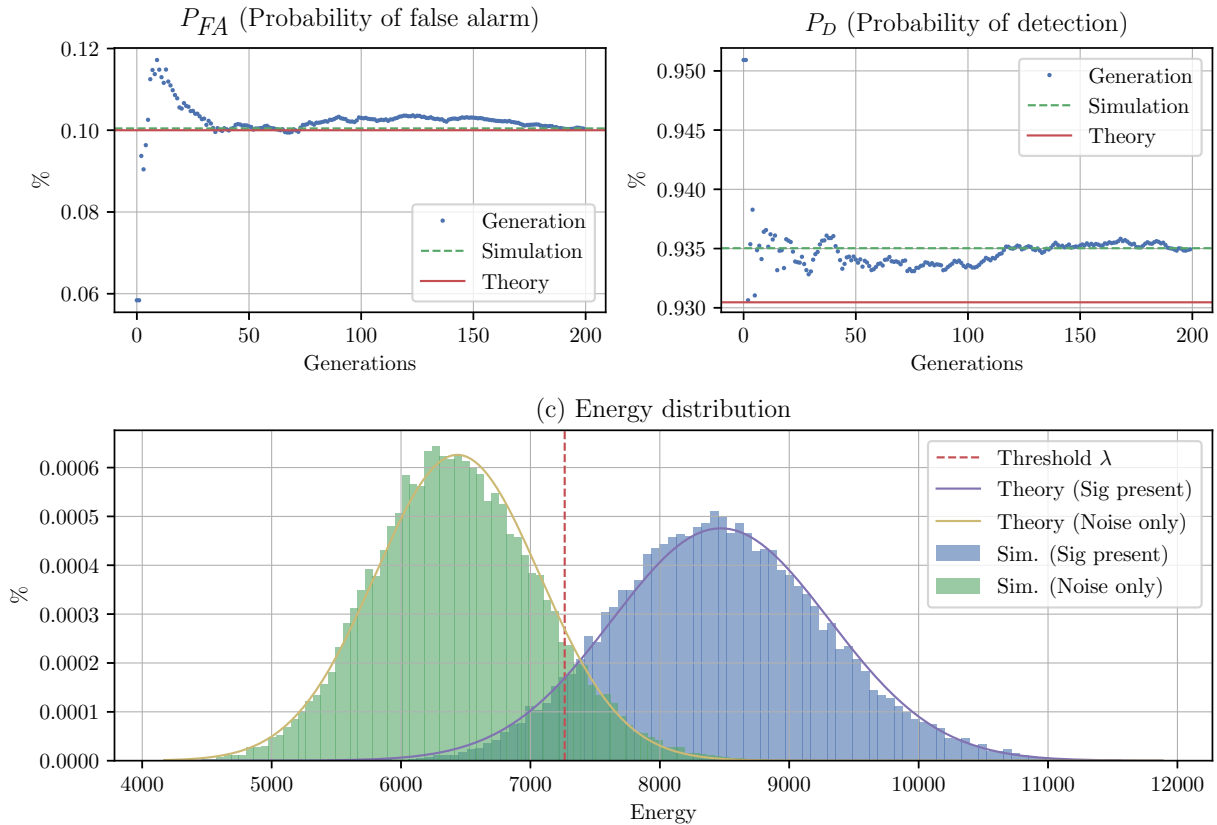 P_FA (Probability of false alarm)
0.12
0.10
0.08
0.06
%
Generation
Simulation
Theory
0
50
100
150
200
Generations
P_D (Probability of detection)
0.950
0.945
0.940
0.935
0.930
%
Generation
Simulation
Theory
0
50
100
150
200
Generations
(c) Energy distribution
0.0006
0.0005
0.0004
0.0003
0.0002
0.0001
0.0000
%
Threshold λ
Theory (Sig present)
Theory (Noise only)
Sim. (Sig present)
Sim. (Noise only)
4000
5000
6000
7000
8000
9000
10000
11000
12000
Energy